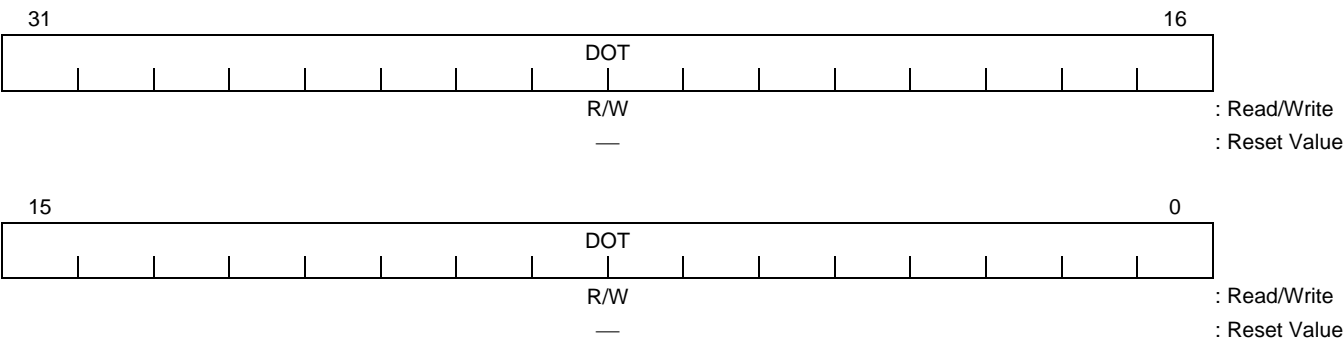 31 16
DOT
R/W : Read/Write
— : Reset Value
15 0
DOT
R/W : Read/Write
— : Reset Value